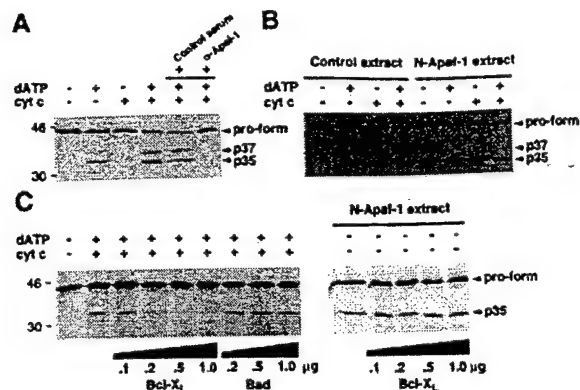 A
Control serum
α-Apaf-1
dATP - + - + + +
cyt c - - + + + +
46
30
pro-form
p37
p35
B
Control extract N-Apaf-1 extract
dATP - + - + - + - +
cyt c - - + + - - + +
pro-form
p37
p35
C
dATP - + + + + + + + +
cyt c - + + + + + + + +
46
30
.1 .2 .5 1.0 .2 .5 1.0 µg
Bcl-XL Bad
N-Apaf-1 extract
- - - - -
- - - - -
pro-form
p35
.1 .2 .5 1.0 µg
Bcl-XL